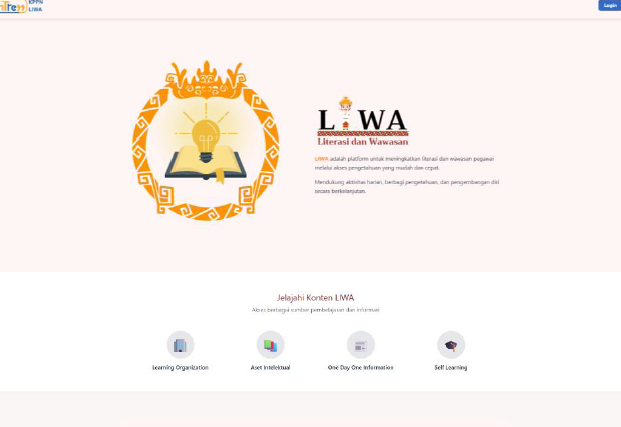 KPPN
LIWA
Login
LIWA
Literasi dan Wawasan
LIWA adalah platform untuk meningkatkan literasi dan wawasan pegawai
melalui akses pengetahuan yang mudah dan cepat.
Mendukung aktivitas harian, berbagi pengetahuan, dan pengembangan diri
secara berkelanjutan.
Jelajahi Konten LIWA
Akses berbagai sumber pembelajaran dan informasi
Learning Organization
Aset Intelektual
One Day One Information
Self Learning